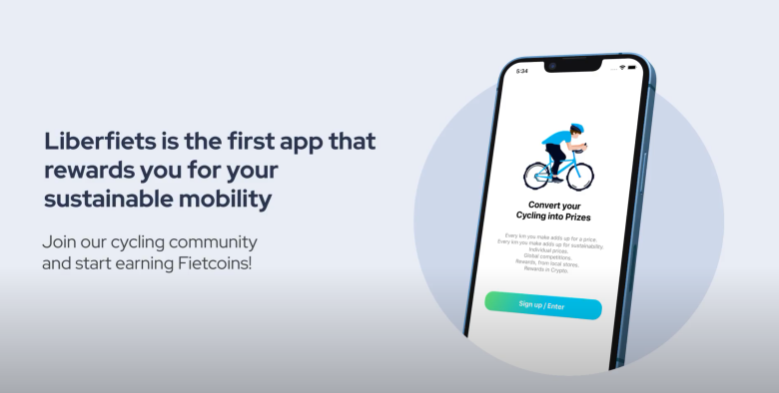 Liberfiets is the first app that
rewards you for your
sustainable mobility
Join our cycling community
and start earning Fietcoins!
5:34
Convert your
Cycling into Prizes
Every km you make adds up for a price.
Every km you make adds up for sustainability.
Individual prizes.
Global competitions.
Rewards, from local stores.
Rewards in Crypto.
Sign up / Enter